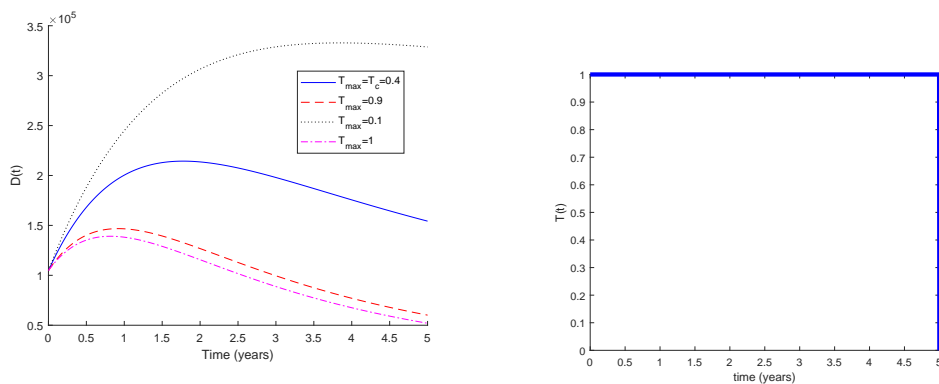 ×10^5
3.5
3
2.5
2
1.5
1
0.5
D(t)
0 0.5 1 1.5 2 2.5 3 3.5 4 4.5 5
Time (years)
T_max=T_c=0.4
T_max=0.9
T_max=0.1
T_max=1
1
0.9
0.8
0.7
0.6
0.5
0.4
0.3
0.2
0.1
0
T(t)
0 0.5 1 1.5 2 2.5 3 3.5 4 4.5 5
time (years)